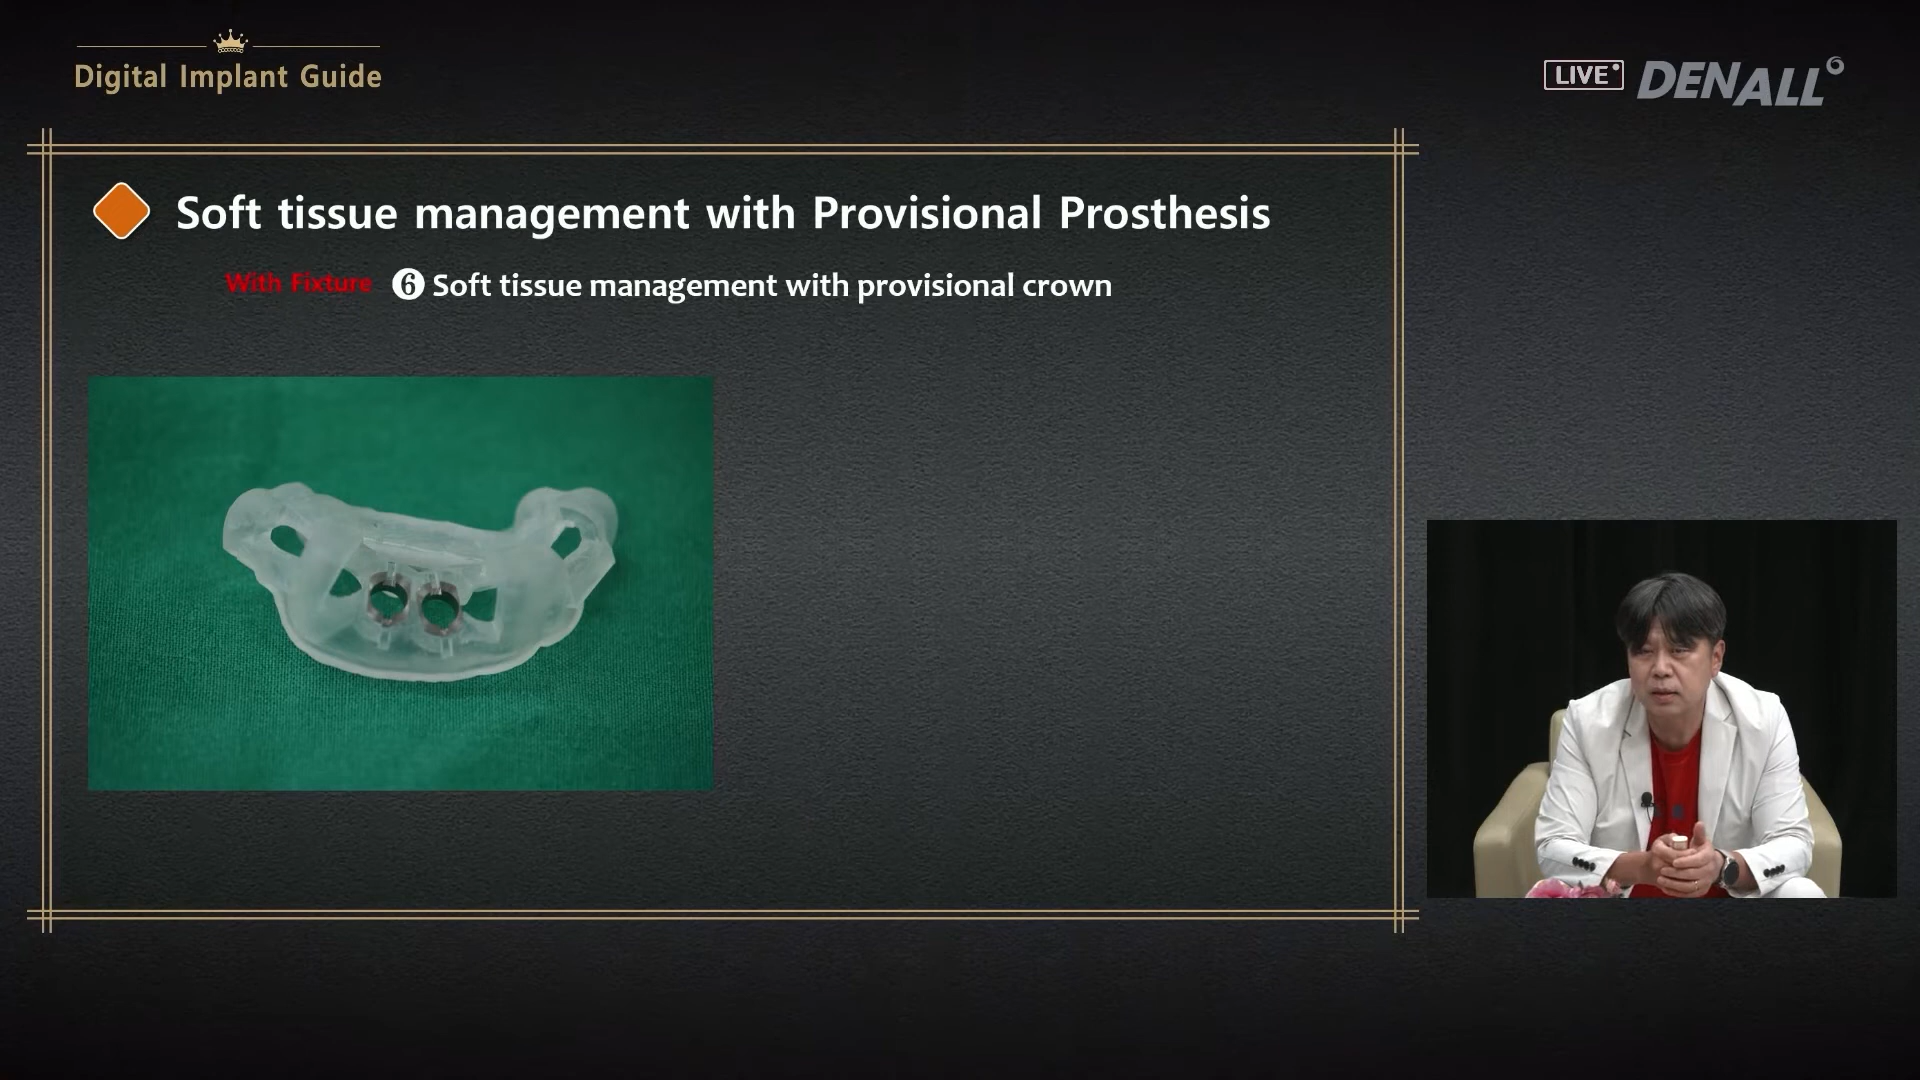 Digital Implant Guide
LIVE DENALL
Soft tissue management with Provisional Prosthesis
With Fixture ❻ Soft tissue management with provisional crown